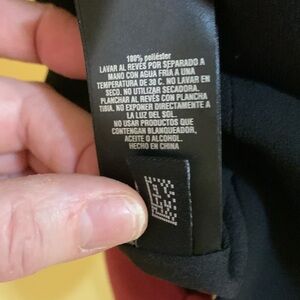 100% poliéster
LAVAR AL REVÉS POR SEPARADO A
MANO CON AGUA FRIA A UNA
TEMPERATURA DE 30 C. NO LAVAR EN
SECO. NO UTILIZAR SECADORA.
PLANCHAR AL REVÉS CON PLANCHA
TIBIA. NO EXPONER DIRECTAMENTE A
LA LUZ DEL SOL.
NO USAR PRODUCTOS QUE
CONTENGAN BLANQUEADOR,
ACEITE O ALCOHOL.
HECHO EN CHINA